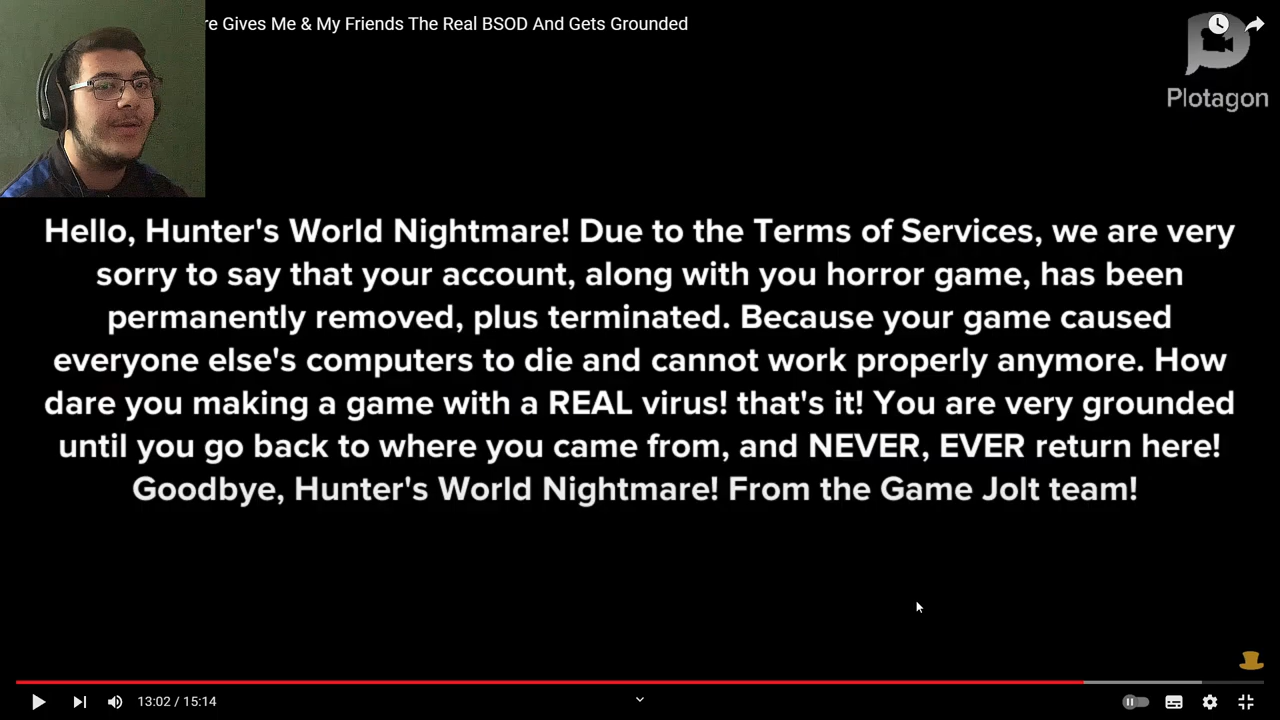 re Gives Me & My Friends The Real BSOD And Gets Grounded
Plotagon
Hello, Hunter's World Nightmare! Due to the Terms of Services, we are very
sorry to say that your account, along with you horror game, has been
permanently removed, plus terminated. Because your game caused
everyone else's computers to die and cannot work properly anymore. How
dare you making a game with a REAL virus! that's it! You are very grounded
until you go back to where you came from, and NEVER, EVER return here!
Goodbye, Hunter's World Nightmare! From the Game Jolt team!
13:02 / 15:14